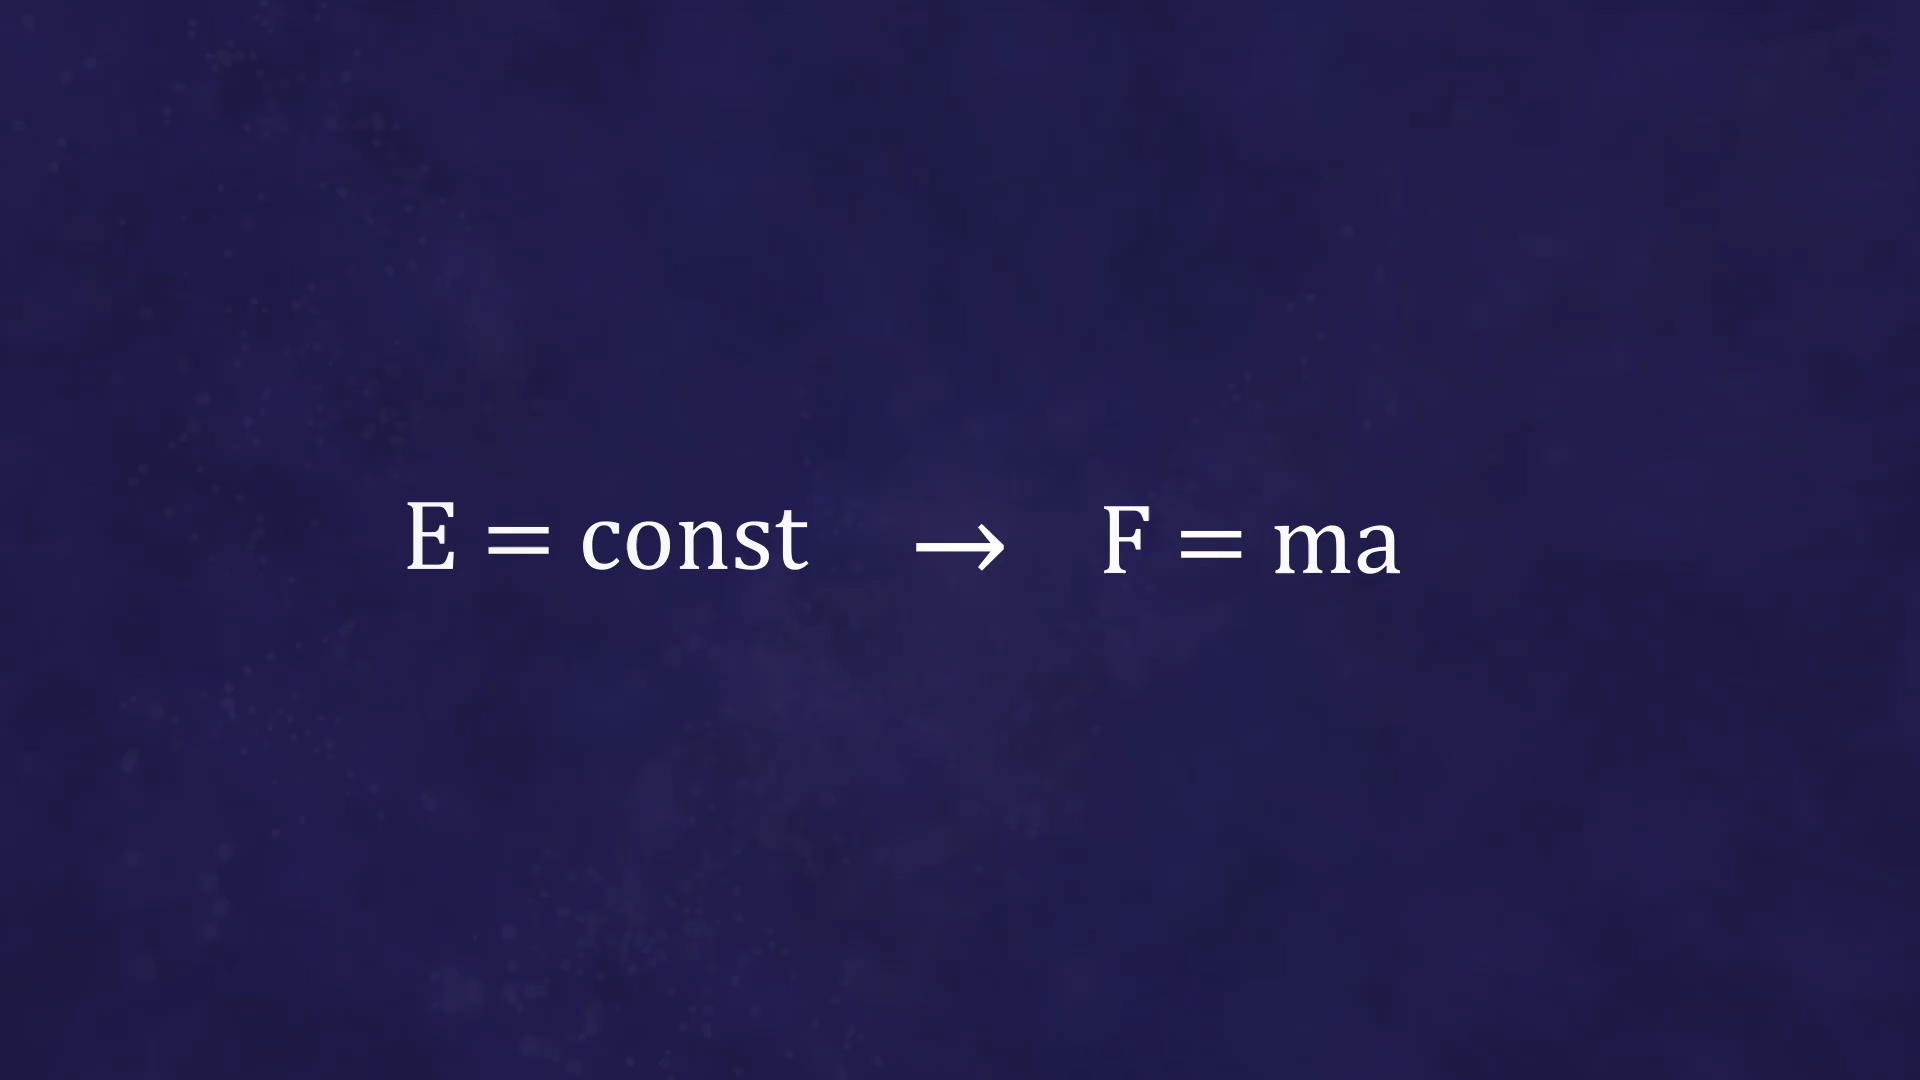 E = const → F = ma